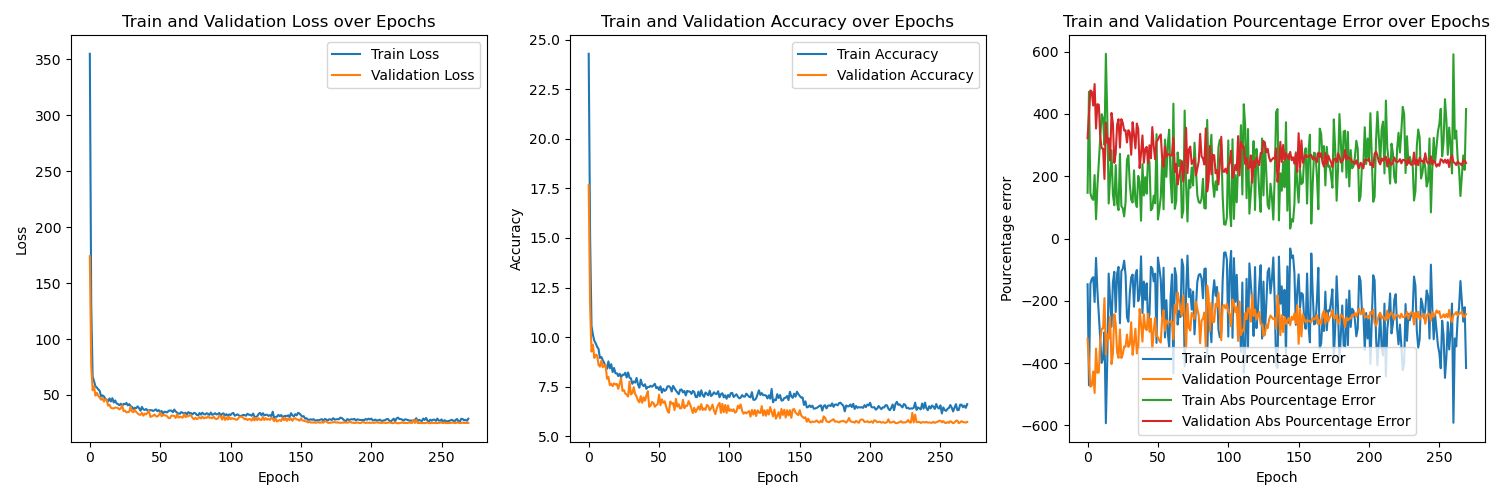 Train and Validation Loss over Epochs
Train Loss
Validation Loss
350
300
250
200
150
100
50
Loss
0
50
100
150
200
250
Epoch
Train and Validation Accuracy over Epochs
Train Accuracy
Validation Accuracy
25.0
22.5
20.0
17.5
15.0
12.5
10.0
7.5
5.0
Accuracy
0
50
100
150
200
250
Epoch
Train and Validation Pourcentage Error over Epochs
600
400
200
0
−200
−400
−600
Pourcentage error
Train Pourcentage Error
Validation Pourcentage Error
Train Abs Pourcentage Error
Validation Abs Pourcentage Error
0
50
100
150
200
250
Epoch